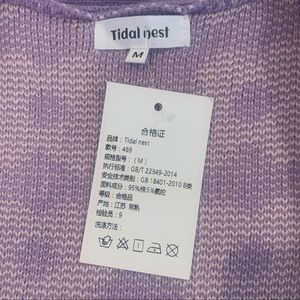 Tidal nest
M
合格证
品牌：Tidal nest
款号：469
规格型号：（M）
执行标准：GB/T 22849-2014
安全技术类别：GB 18401-2010 B类
面料成分：95%棉5%氨纶
等级：合格品
产地：江苏 常熟
检验员：9
洗涤方法：